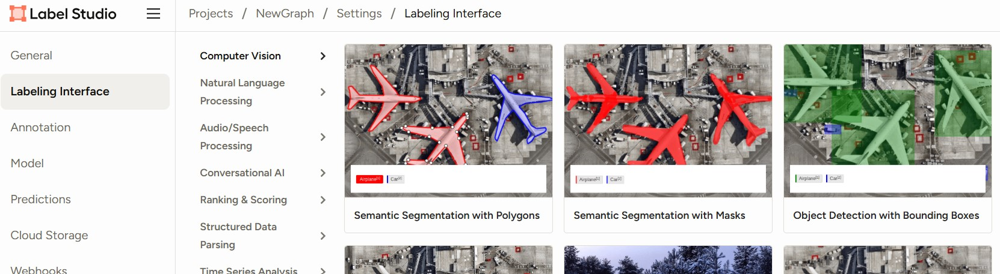 Label Studio
Projects / NewGraph / Settings / Labeling Interface
General
Labeling Interface
Annotation
Model
Predictions
Cloud Storage
Webhooks
Computer Vision
Natural Language
Processing
Audio/Speech
Processing
Conversational AI
Ranking & Scoring
Structured Data
Parsing
Time Series Analysis
Airplane[1] Car[2]
Semantic Segmentation with Polygons
Airplane[1] Car[2]
Semantic Segmentation with Masks
Airplane[1] Car[2]
Object Detection with Bounding Boxes